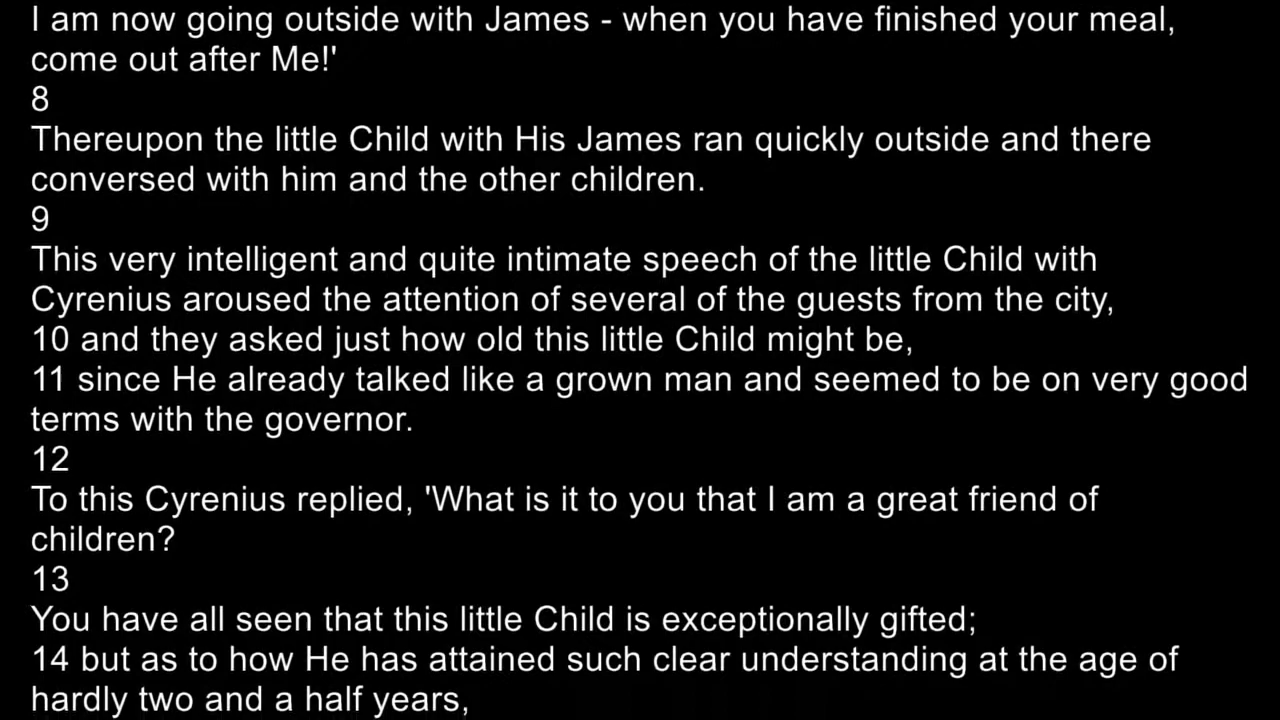 I am now going outside with James - when you have finished your meal,
come out after Me!'
8
Thereupon the little Child with His James ran quickly outside and there
conversed with him and the other children.
9
This very intelligent and quite intimate speech of the little Child with
Cyrenius aroused the attention of several of the guests from the city,
10 and they asked just how old this little Child might be,
11 since He already talked like a grown man and seemed to be on very good
terms with the governor.
12
To this Cyrenius replied, 'What is it to you that I am a great friend of
children?
13
You have all seen that this little Child is exceptionally gifted;
14 but as to how He has attained such clear understanding at the age of
hardly two and a half years,